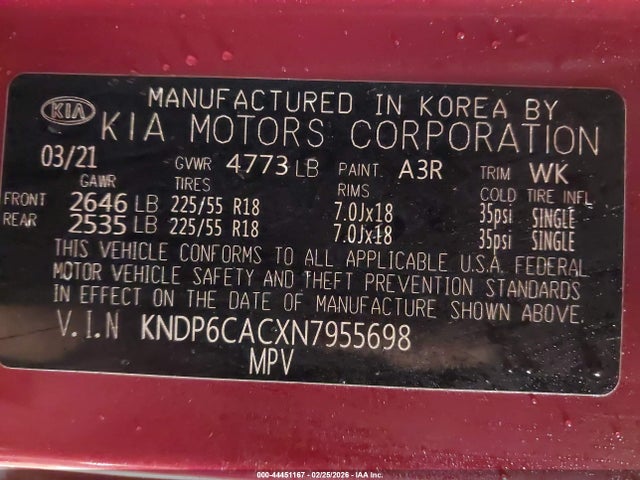 KIA
MANUFACTURED IN KOREA BY
KIA MOTORS CORPORATION
03/21 GVWR 4773 LB PAINT A3R TRIM WK
GAWR TIRES RIMS COLD TIRE INFL
FRONT 2646 LB 225/55 R18 7.0Jx18 35psi SINGLE
REAR 2535 LB 225/55 R18 7.0Jx18 35psi SINGLE
THIS VEHICLE CONFORMS TO ALL APPLICABLE U.S.A. FEDERAL
MOTOR VEHICLE SAFETY AND THEFT PREVENTION STANDARDS
IN EFFECT ON THE DATE OF MANUFACTURE SHOWN ABOVE.
V.I.N KNDP6CACXN7955698
MPV
000-44451167 - 02/25/2026 - IAA Inc.